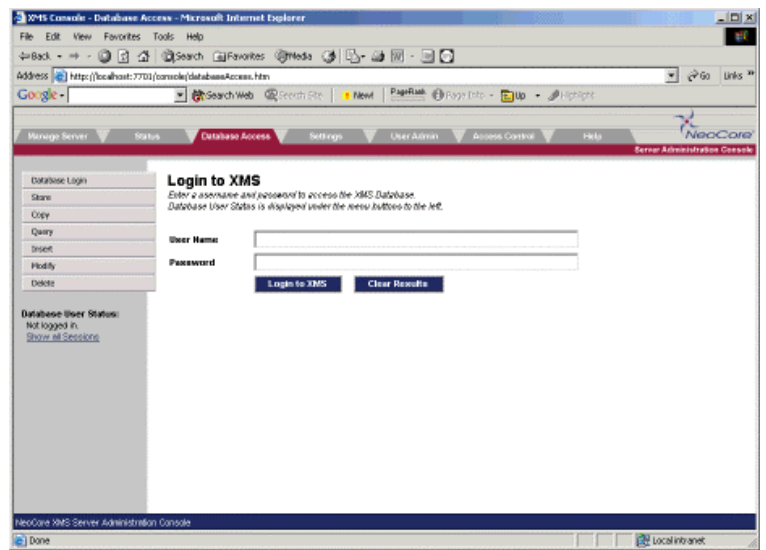 XMS Console - Database Access - Microsoft Internet Explorer
File Edit View Favorites Tools Help
Back Search Favorites Media
Address http://localhost:7701/console/databaseAccess.htm Go Links »
Google Search Web Search Site New! PageRank Page Info Up Highlight
NeoCore
Manage Server Status Database Access Settings User Admin Access Control Help
Server Administration Console
Database Login
Store
Copy
Query
Insert
Modify
Delete
Database User Status:
Not logged in.
Show all Sessions
Login to XMS
Enter a username and password to access the XMS Database.
Database User Status is displayed under the menu buttons to the left.
User Name
Password
Login to XMS Clear Results
NeoCore XMS Server Administration Console
Done Local intranet